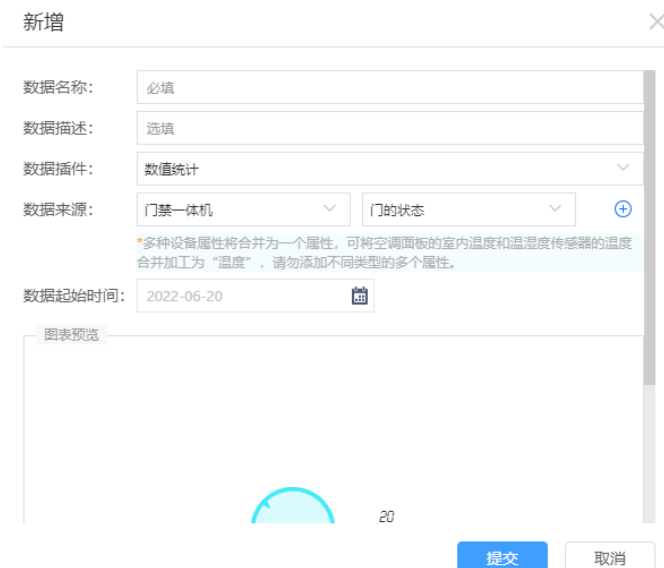 新增
数据名称： 必填
数据描述： 选填
数据插件： 数值统计
数据来源： 门禁一体机 门的状态
*多种设备属性将合并为一个属性，可将空调面板的室内温度和温湿度传感器的温度
合并加工为“温度”，请勿添加不同类型的多个属性。
数据起始时间： 2022-06-20
图表预览
20
提交 取消